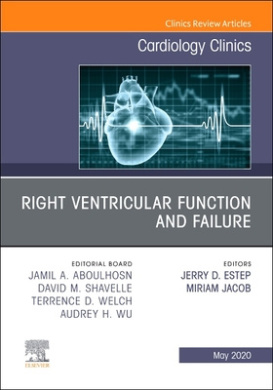 Clinics Review Articles
Cardiology Clinics
RIGHT VENTRICULAR FUNCTION
AND FAILURE
EDITORIAL BOARD
JAMIL A. ABOULHOSN
DAVID M. SHAVELLE
TERRENCE D. WELCH
AUDREY H. WU
EDITORS
JERRY D. ESTEP
MIRIAM JACOB
ELSEVIER
May 2020